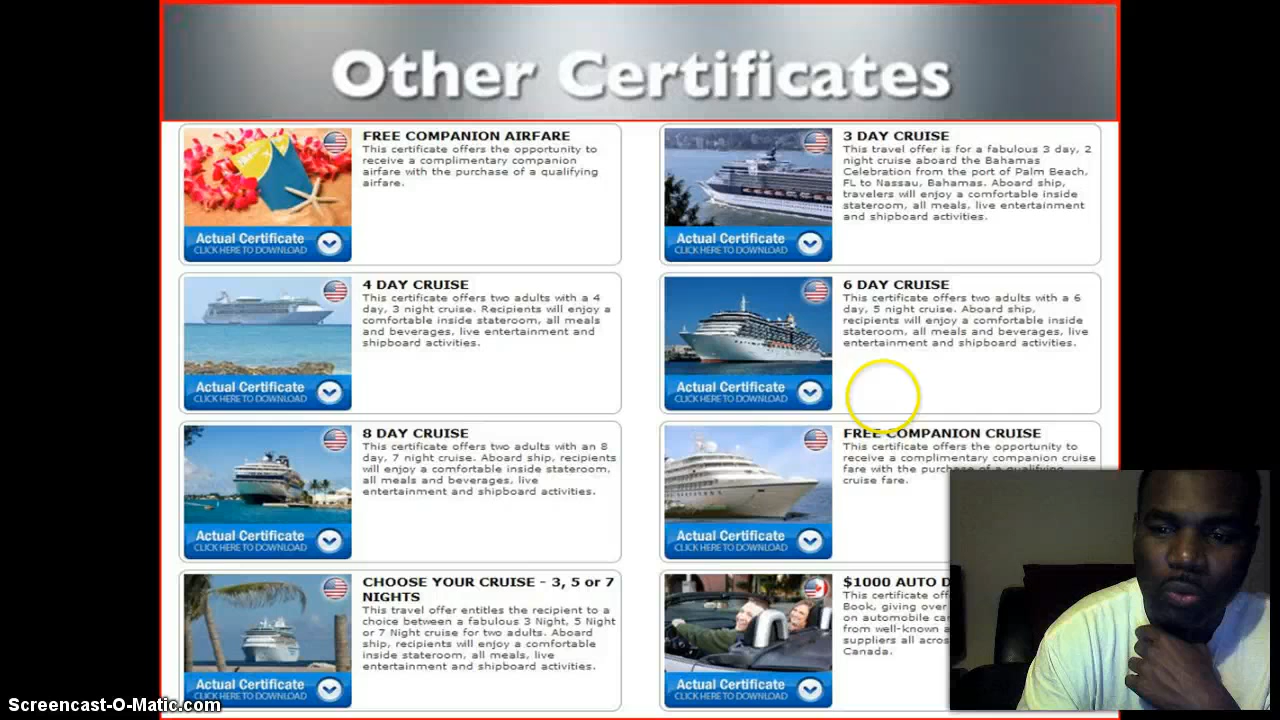 Other Certificates
FREE COMPANION AIRFARE
This certificate offers the opportunity to
receive a complimentary companion
airfare with the purchase of a qualifying
airfare.
Actual Certificate
CLICK HERE TO DOWNLOAD
3 DAY CRUISE
This travel offer is for a fabulous 3 day, 2
night cruise aboard the Bahamas
Celebration from the port of Palm Beach,
FL to Nassau, Bahamas. Aboard ship,
travelers will enjoy a comfortable inside
stateroom, all meals, live entertainment
and shipboard activities.
Actual Certificate
CLICK HERE TO DOWNLOAD
4 DAY CRUISE
This certificate offers two adults with a 4
day, 3 night cruise. Recipients will enjoy a
comfortable inside stateroom, all meals
and beverages, live entertainment and
shipboard activities.
Actual Certificate
CLICK HERE TO DOWNLOAD
6 DAY CRUISE
This certificate offers two adults with a 6
day, 5 night cruise. Aboard ship,
recipients will enjoy a comfortable inside
stateroom, all meals and beverages, live
entertainment and shipboard activities.
Actual Certificate
CLICK HERE TO DOWNLOAD
8 DAY CRUISE
This certificate offers two adults with an 8
day, 7 night cruise. Aboard ship, recipients
will enjoy a comfortable inside stateroom,
all meals and beverages, live
entertainment and shipboard activities.
Actual Certificate
CLICK HERE TO DOWNLOAD
FREE COMPANION CRUISE
This certificate offers the opportunity to
receive a complimentary companion cruise
fare with the purchase of a qualifying
cruise fare.
Actual Certificate
CLICK HERE TO DOWNLOAD
CHOOSE YOUR CRUISE - 3, 5 or 7
NIGHTS
This travel offer entitles the recipient to a
choice between a fabulous 3 Night, 5 Night
or 7 Night cruise for two adults. Aboard
ship, recipients will enjoy a comfortable
inside stateroom, all meals, live
entertainment and shipboard activities.
Actual Certificate
CLICK HERE TO DOWNLOAD
$1000 AUTO D
This certificate of
Book, giving over
on automobile ca
from well-known a
suppliers all acros
Canada.
Actual Certificate
CLICK HERE TO DOWNLOAD
Screencast-O-Matic.com